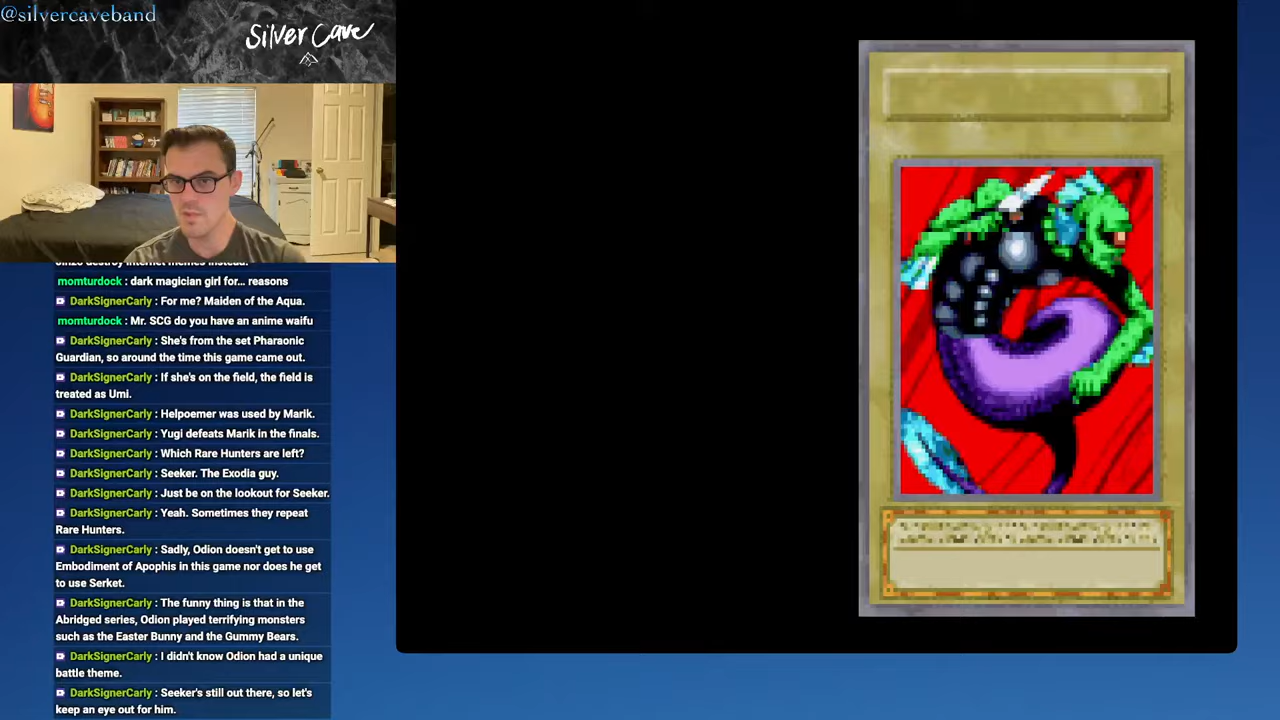 @silvercaveband
Silver Cave
Jinzo destroy internet memes instead.
momturdock : dark magician girl for... reasons
DarkSignerCarly : For me? Maiden of the Aqua.
momturdock : Mr. SCG do you have an anime waifu
DarkSignerCarly : She's from the set Pharaonic
Guardian, so around the time this game came out.
DarkSignerCarly : If she's on the field, the field is
treated as Umi.
DarkSignerCarly : Helpoemer was used by Marik.
DarkSignerCarly : Yugi defeats Marik in the finals.
DarkSignerCarly : Which Rare Hunters are left?
DarkSignerCarly : Seeker. The Exodia guy.
DarkSignerCarly : Just be on the lookout for Seeker.
DarkSignerCarly : Yeah. Sometimes they repeat
Rare Hunters.
DarkSignerCarly : Sadly, Odion doesn't get to use
Embodiment of Apophis in this game nor does he get
to use Serket.
DarkSignerCarly : The funny thing is that in the
Abridged series, Odion played terrifying monsters
such as the Easter Bunny and the Gummy Bears.
DarkSignerCarly : I didn't know Odion had a unique
battle theme.
DarkSignerCarly : Seeker's still out there, so let's
keep an eye out for him.